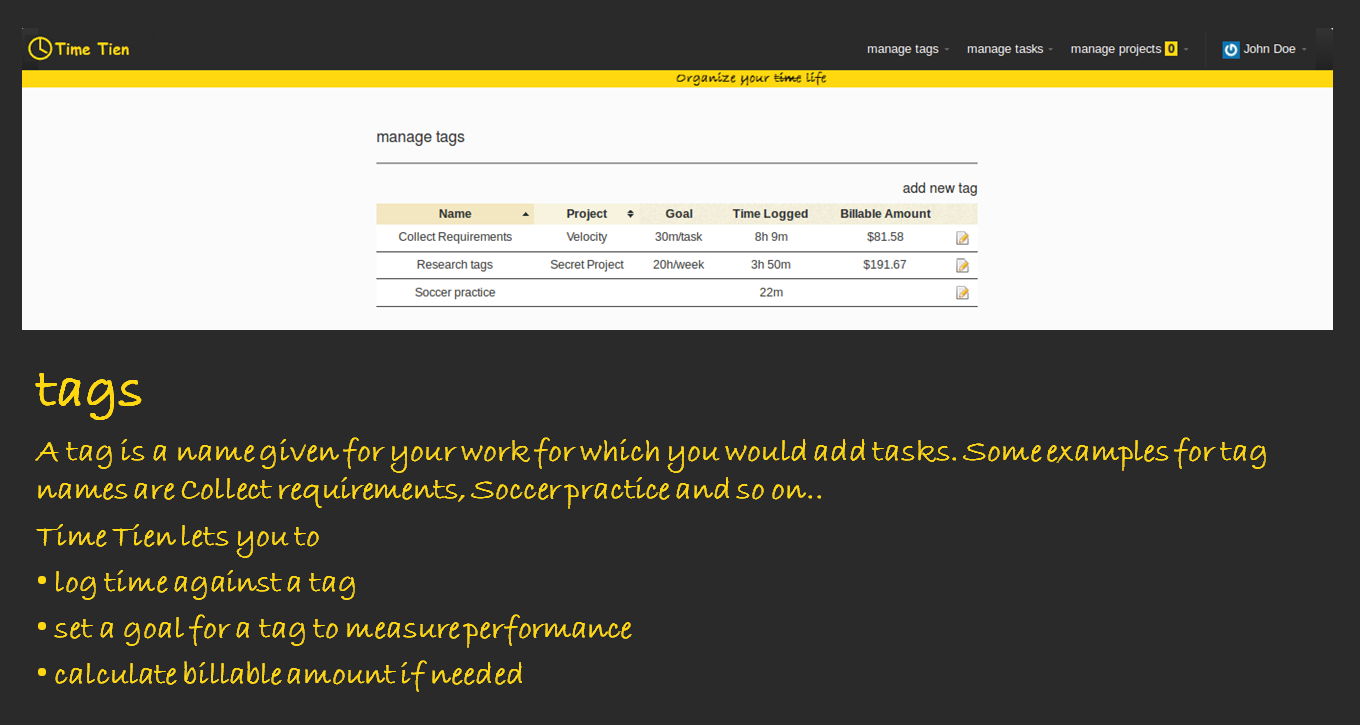 Time Tien manage tags manage tasks manage projects 0 John Doe
Organize your time life
manage tags
add new tag
Name Project Goal Time Logged Billable Amount
Collect Requirements Velocity 30m/task 8h 9m $81.58
Research tags Secret Project 20h/week 3h 50m $191.67
Soccer practice 22m
tags
A tag is a name given for your work for which you would add tasks. Some examples for tag
names are Collect requirements, Soccer practice and so on..
Time Tien lets you to
• log time against a tag
• set a goal for a tag to measure performance
• calculate billable amount if needed